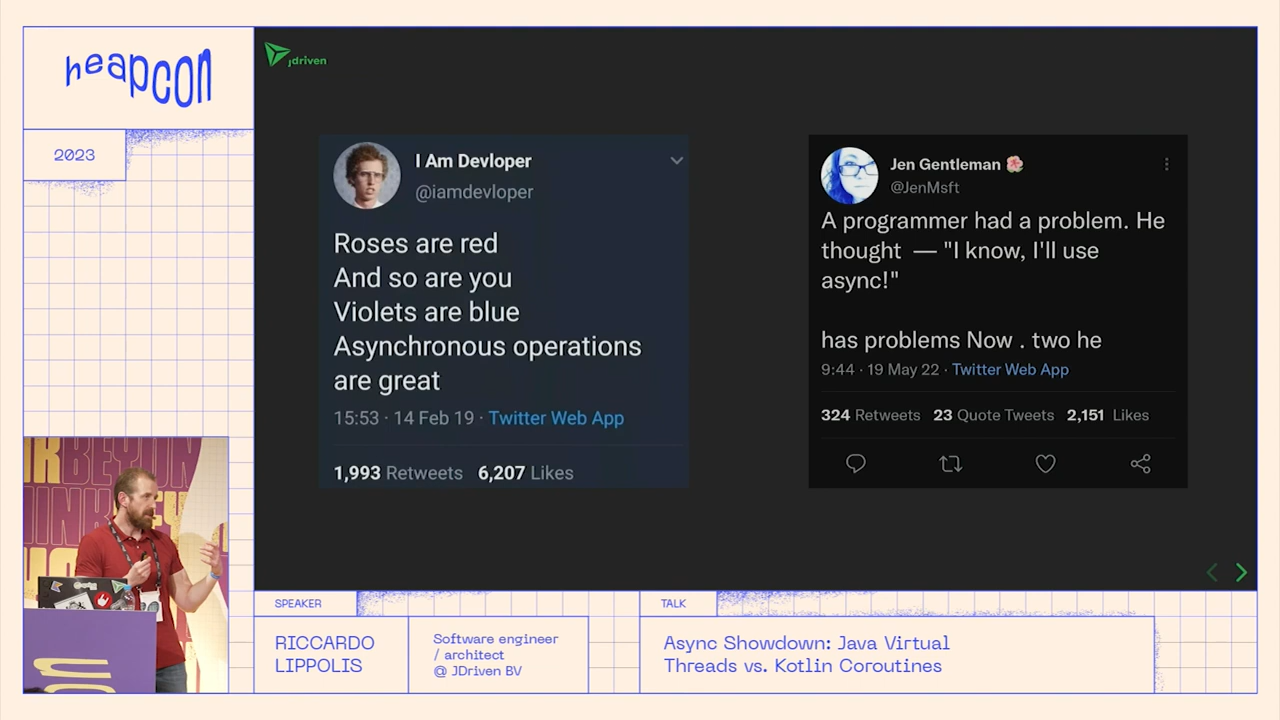 heapcon
2023
jdriven
I Am Devloper
@iamdevloper
Roses are red
And so are you
Violets are blue
Asynchronous operations
are great
15:53 · 14 Feb 19 · Twitter Web App
1,993 Retweets 6,207 Likes
Jen Gentleman 🌺
@JenMsft
A programmer had a problem. He
thought — "I know, I'll use
async!"
has problems Now . two he
9:44 · 19 May 22 · Twitter Web App
324 Retweets 23 Quote Tweets 2,151 Likes
BEYON
SPEAKER
RICCARDO
LIPPOLIS
Software engineer
/ architect
@ JDriven BV
TALK
Async Showdown: Java Virtual
Threads vs. Kotlin Coroutines